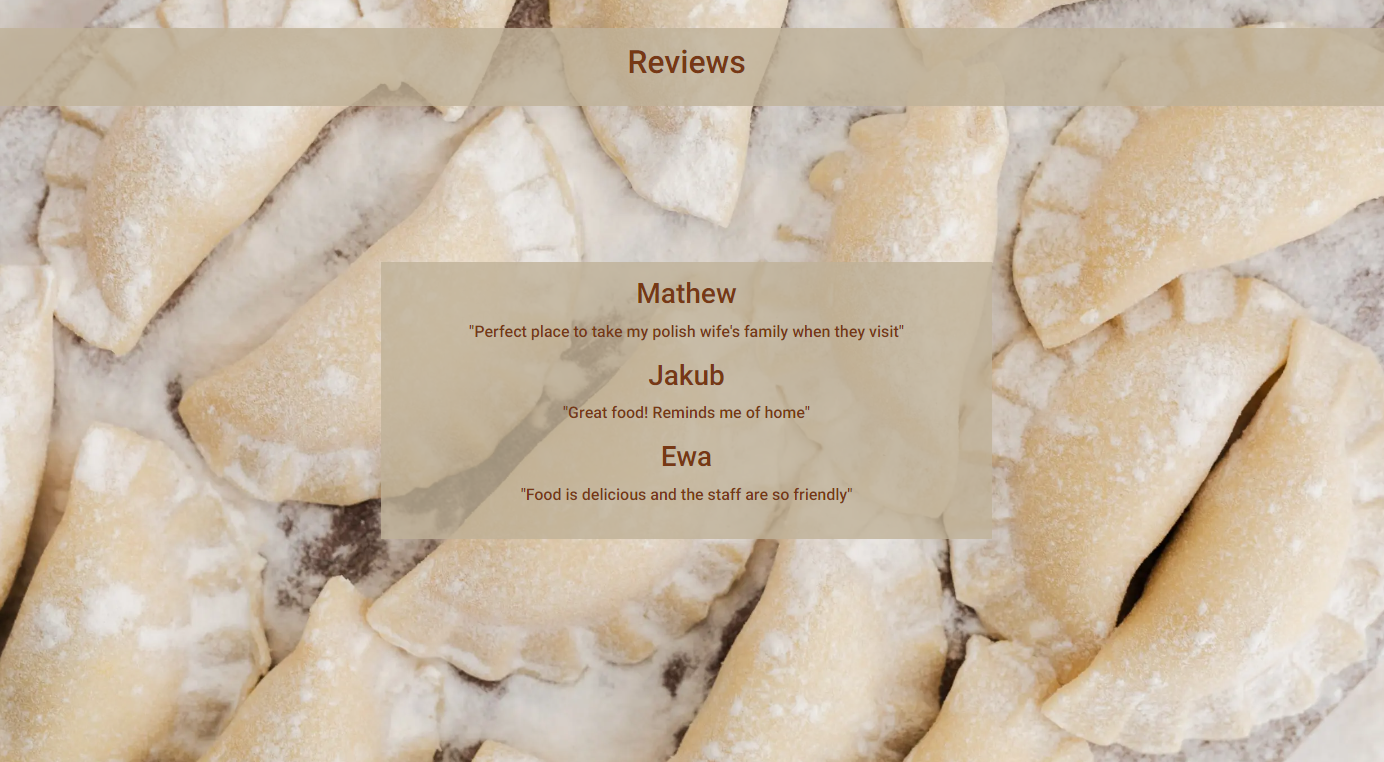 Reviews
Mathew
"Perfect place to take my polish wife's family when they visit"
Jakub
"Great food! Reminds me of home"
Ewa
"Food is delicious and the staff are so friendly"